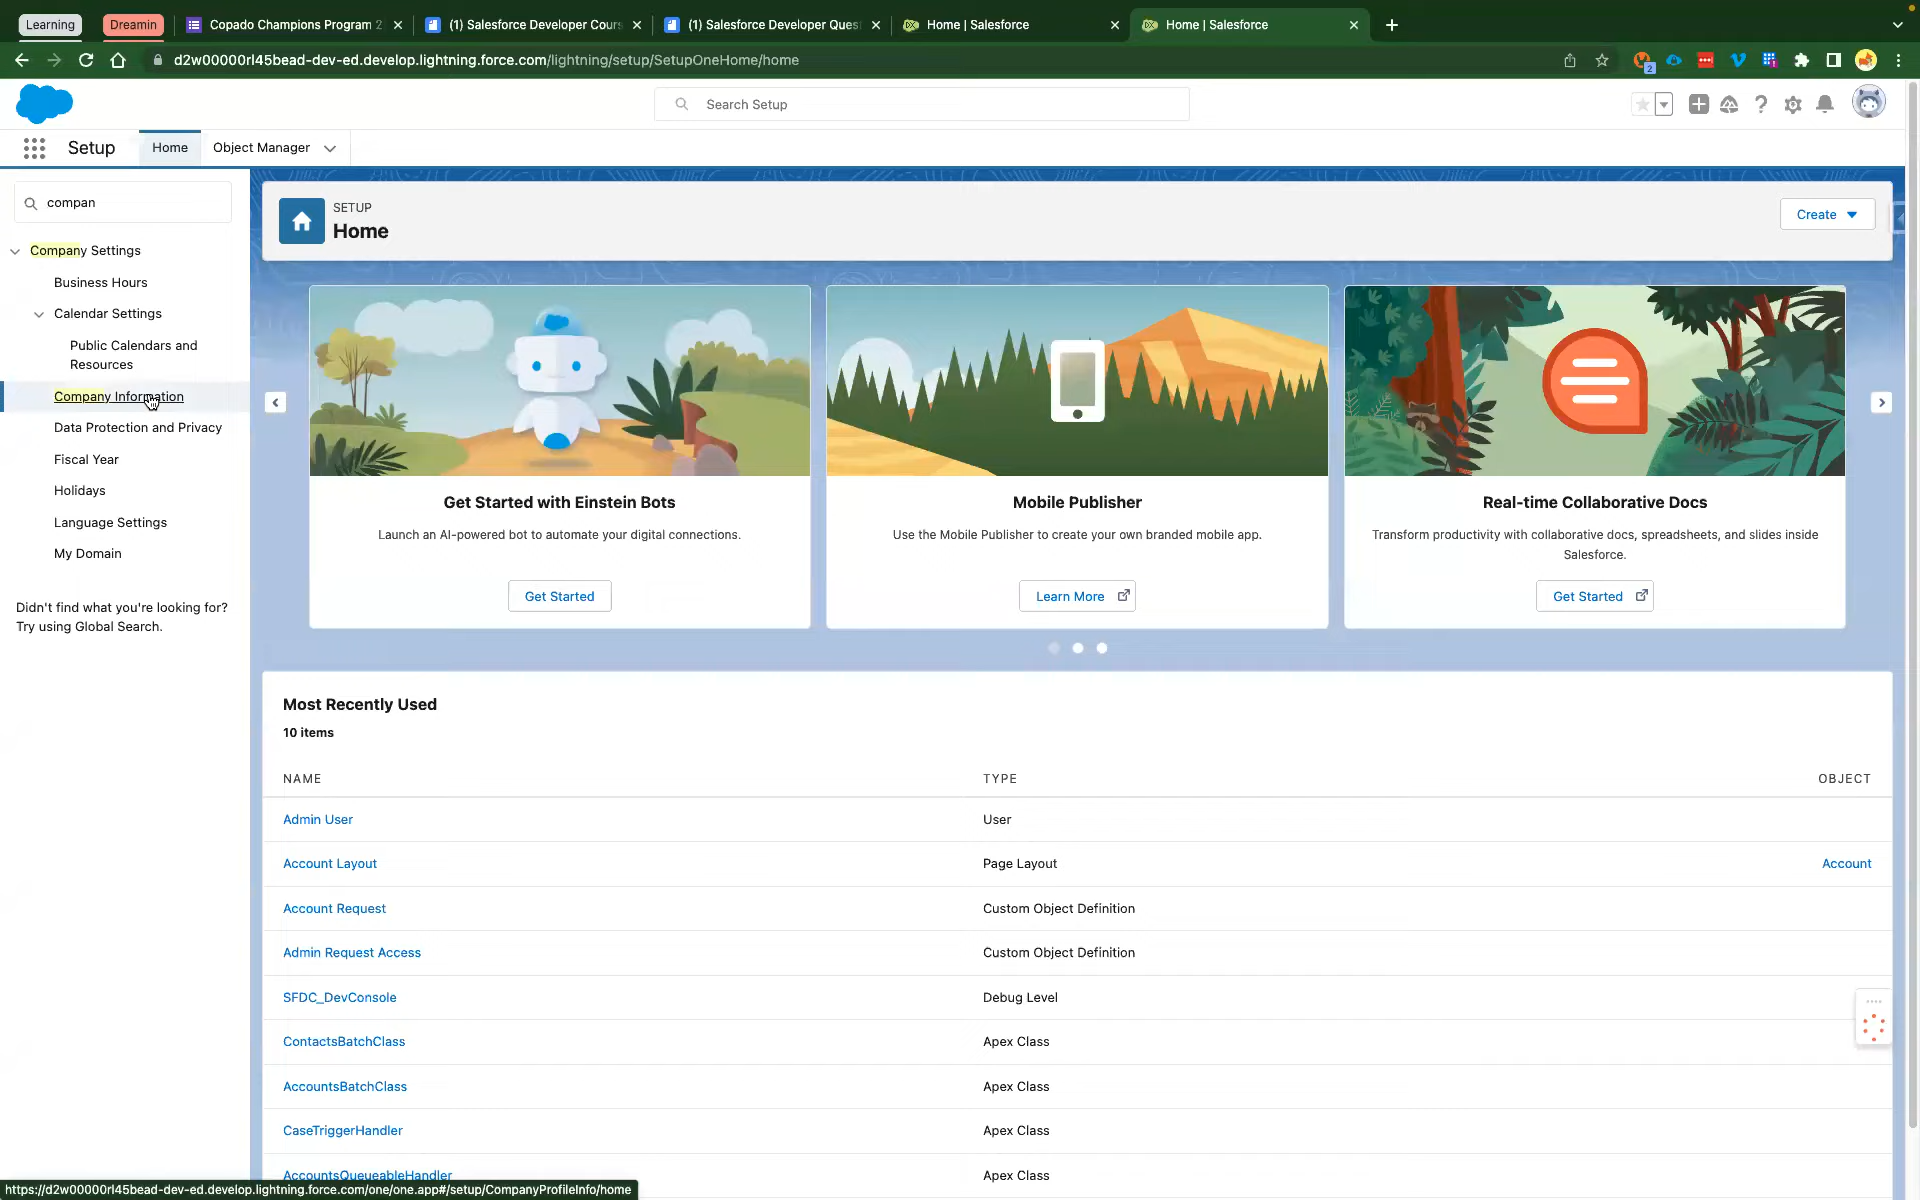 Learning
Dreamin
Copado Champions Program 2
(1) Salesforce Developer Cours
(1) Salesforce Developer Ques
Home | Salesforce
Home | Salesforce
d2w00000rl45bead-dev-ed.develop.lightning.force.com/lightning/setup/SetupOneHome/home
2
Search Setup
Setup
Home
Object Manager
compan
Company Settings
Business Hours
Calendar Settings
Public Calendars and
Resources
Company Information
Data Protection and Privacy
Fiscal Year
Holidays
Language Settings
My Domain
Didn't find what you're looking for?
Try using Global Search.
SETUP
Home
Create
Get Started with Einstein Bots
Launch an AI-powered bot to automate your digital connections.
Get Started
Mobile Publisher
Use the Mobile Publisher to create your own branded mobile app.
Learn More
Real-time Collaborative Docs
Transform productivity with collaborative docs, spreadsheets, and slides inside
Salesforce.
Get Started
Most Recently Used
10 items
NAME TYPE OBJECT
Admin User User
Account Layout Page Layout Account
Account Request Custom Object Definition
Admin Request Access Custom Object Definition
SFDC_DevConsole Debug Level
ContactsBatchClass Apex Class
AccountsBatchClass Apex Class
CaseTriggerHandler Apex Class
AccountsQueueableHandler Apex Class
https://d2w00000rl45bead-dev-ed.develop.lightning.force.com/one/one.app#/setup/CompanyProfileInfo/home